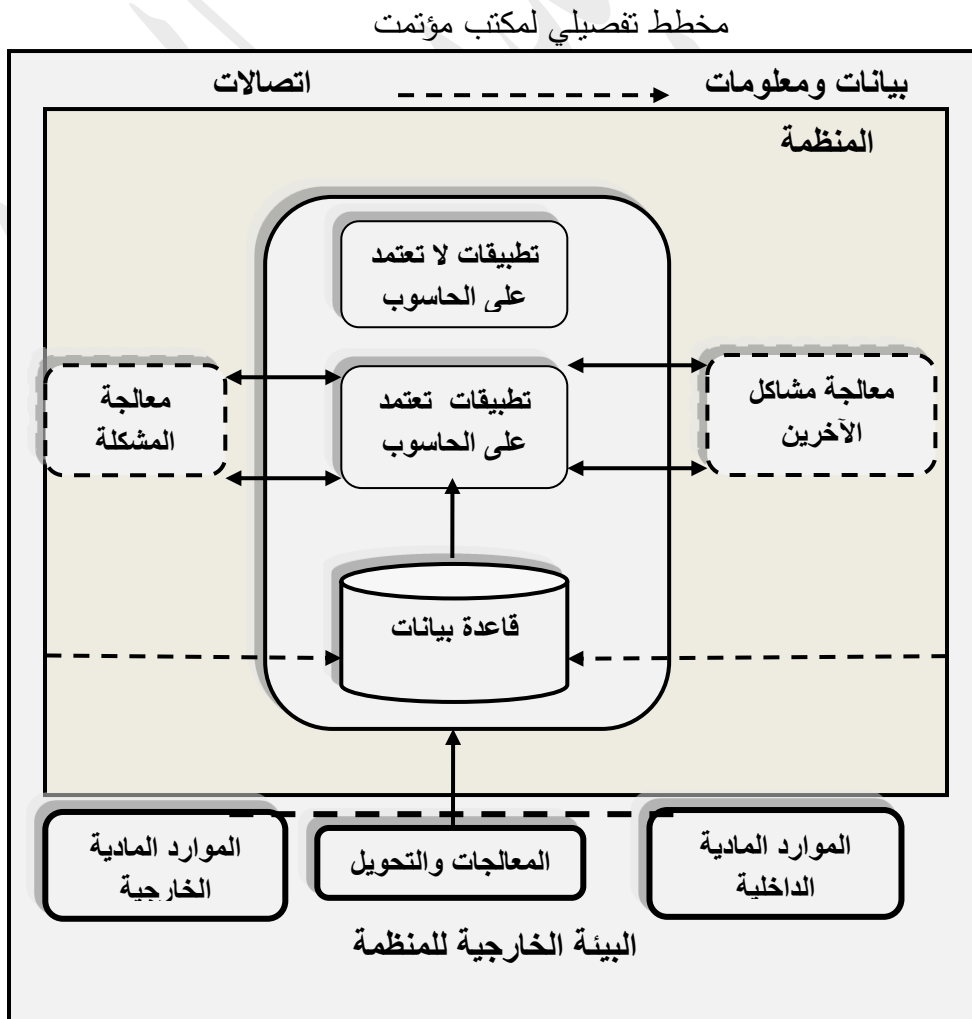 مخطط تفصيلي لمكتب مؤتمت
بيانات ومعلومات
اتصالات
المنظمة
تطبيقات لا تعتمد
على الحاسوب
معالجة مشاكل
الآخرين
تطبيقات تعتمد
على الحاسوب
معالجة
المشكلة
قاعدة بيانات
الموارد المادية
الداخلية
المعالجات والتحويل
الموارد المادية
الخارجية
البيئة الخارجية للمنظمة